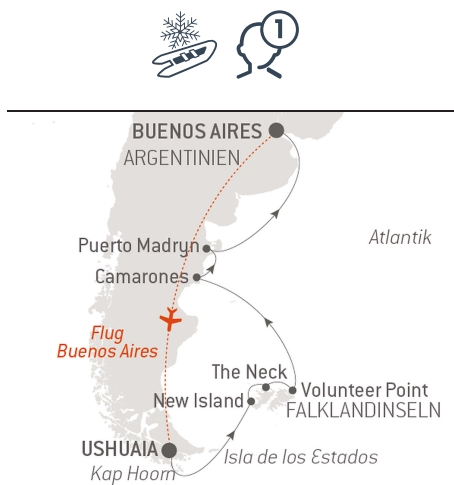 1
BUENOS AIRES
ARGENTINIEN
Puerto Madryn
Atlantik
Camarones
Flug
Buenos Aires
The Neck
New Island
Volunteer Point
FALKLANDINSELN
USHUAIA
Isla de los Estados
Kap Hoorn